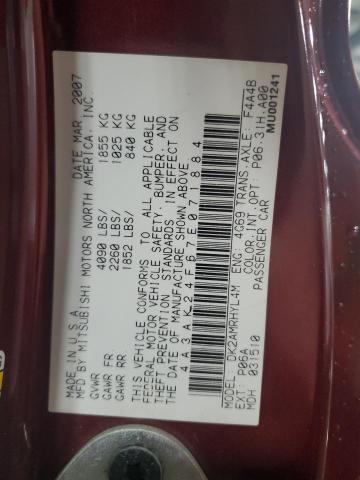 MADE IN U.S.A. DATE MAR 2007
MFD BY MITSUBISHI MOTORS NORTH AMERICA, INC.
GVWR 4090 LBS/ 1855 KG
GAWR FR 2260 LBS/ 1025 KG
GAWR RR. 1852 LBS/ 840 KG
THIS VEHICLE CONFORMS TO ALL APPLICABLE
FEDERAL MOTOR VEHICLE SAFETY, BUMPER, AND
THEFT PREVENTION STANDARDS IN EFFECT ON
THE DATE OF MANUFACTURE SHOWN ABOVE
4A3AK24F67E071884
MODEL: DK2AMRHYL4M ENG: 4G69 TRANS:AXLE: F4A4B
EXT: P06A COLOR:INT:OPT: P06.31H.A00
MDH 031510 PASSENGER CAR MU001241